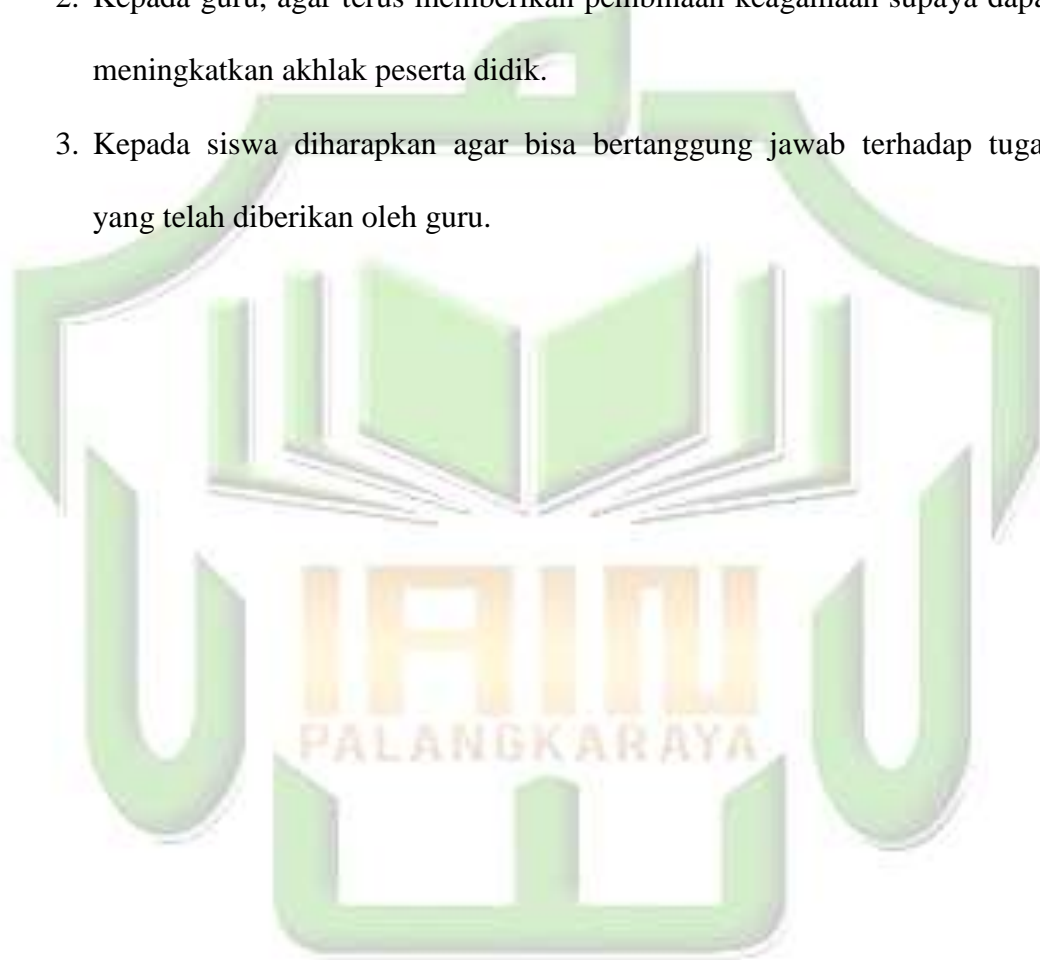 2. Kepada guru, agar terus memberikan pembinaan keagamaan supaya dapa
meningkatkan akhlak peserta didik.
3. Kepada siswa diharapkan agar bisa bertanggung jawab terhadap tuga
yang telah diberikan oleh guru.
IAIN
PALANGKARAYA